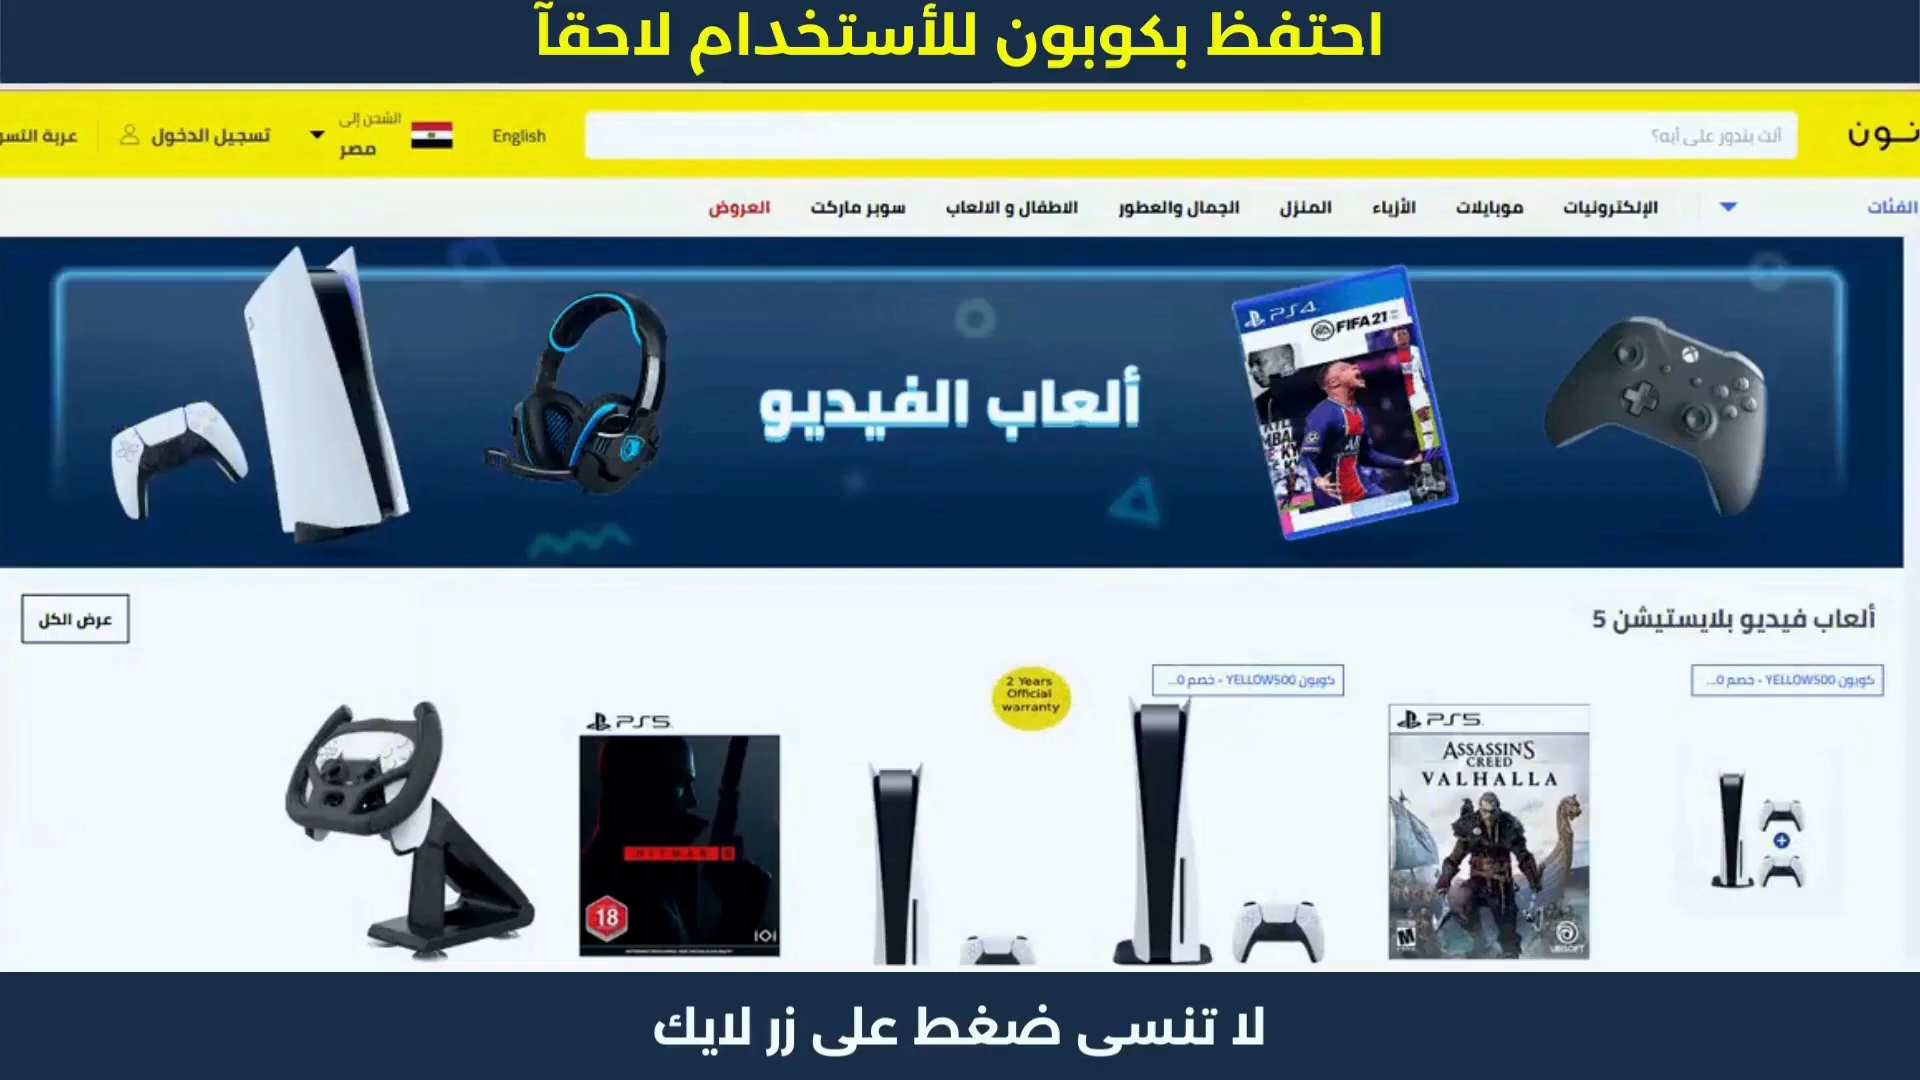 احتفظ بكوبون للأستخدام لاحقآ
نون
أنت بتدور على أيه؟
English
الشحن إلى
مصر
تسجيل الدخول
عربة
الفئات
الإلكترونيات
موبايلات
الأزياء
المنزل
الجمال والعطور
الاطفال و الالعاب
سوبر ماركت
العروض
ألعاب الفيديو
PS4
FIFA 21
ألعاب فيديو بلايستيشن 5
عرض الكل
كوبون YELLOW500 - خصم 0...
PS5
ASSASSIN'S
CREED
VALHALLA
M
UBISOFT
كوبون YELLOW500 - خصم 0...
2 Years
Official
warranty
PS5
HITMAN
18
لا تنسى ضغط على زر لايك